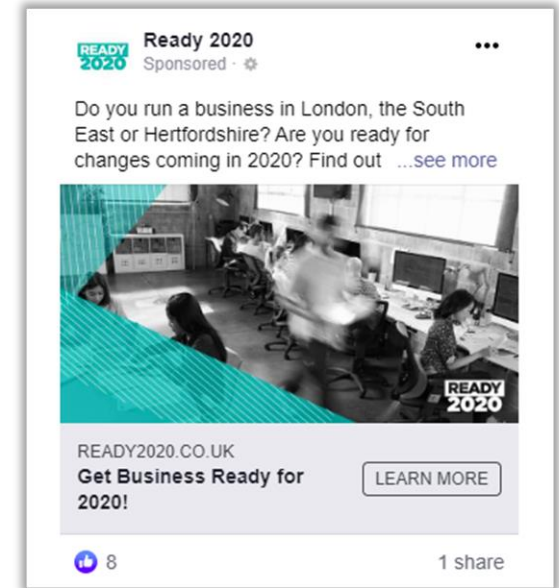 READY
2020
Ready 2020
Sponsored ·
Do you run a business in London, the South
East or Hertfordshire? Are you ready for
changes coming in 2020? Find out ...see more
READY
2020
READY2020.CO.UK
Get Business Ready for
2020!
LEARN MORE
8
1 share